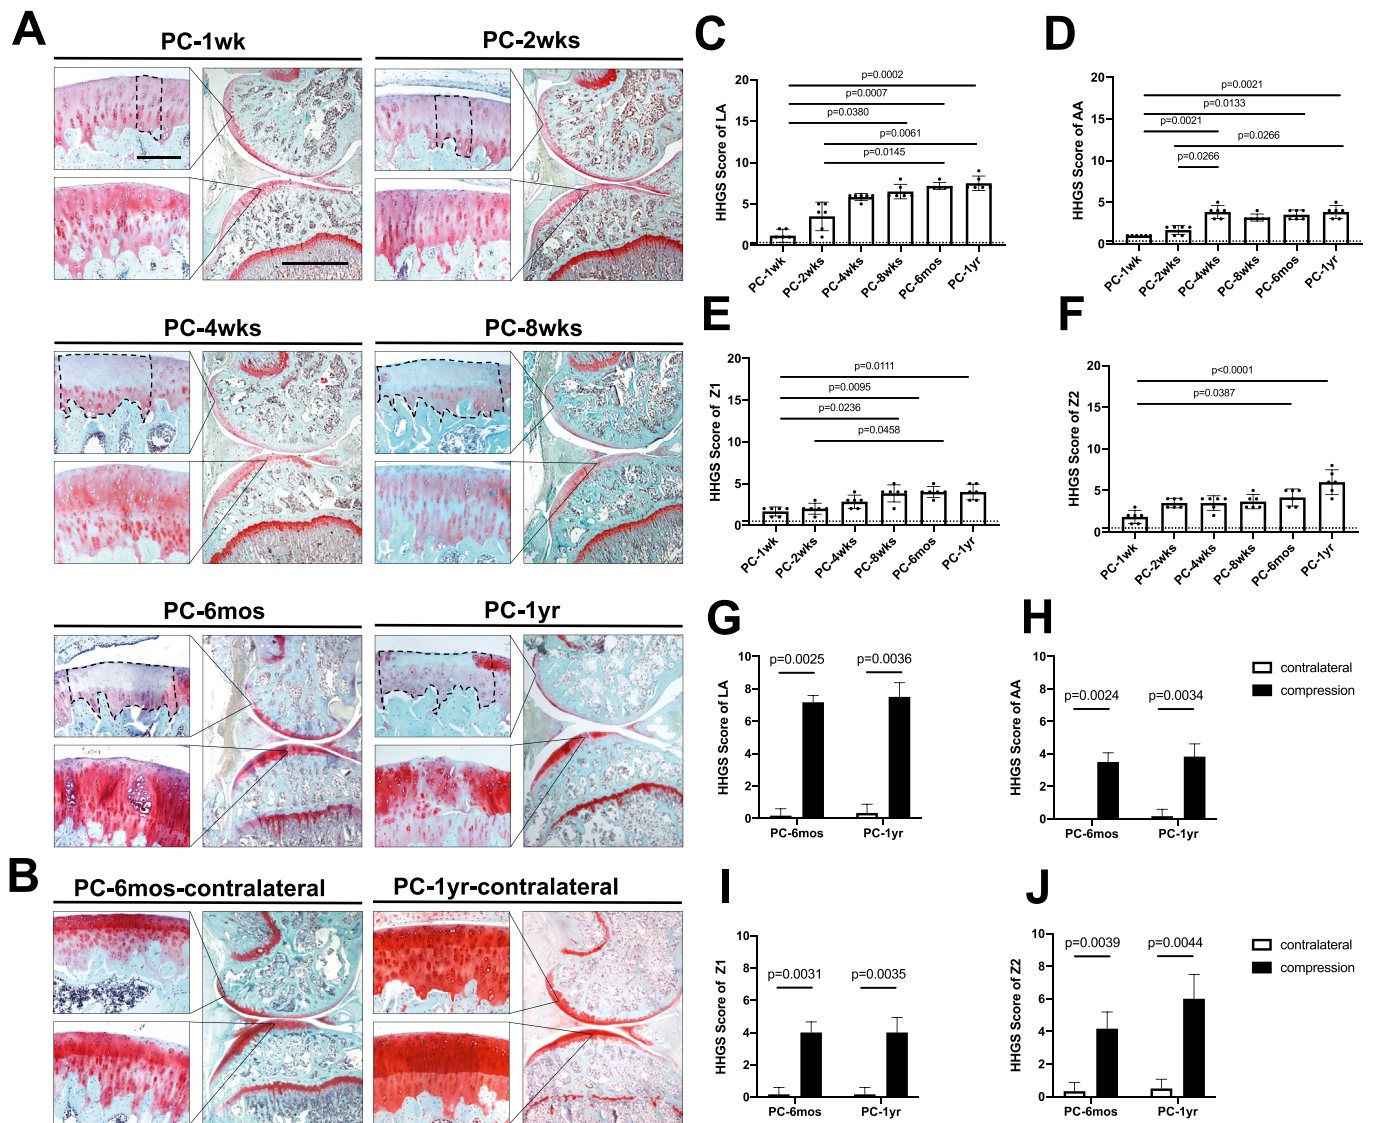 A
PC-1wk
PC-2wks
PC-4wks
PC-8wks
PC-6mos
PC-1yr
B
PC-6mos-contralateral
PC-1yr-contralateral
C
HHGS Score of LA
20
15
10
5
0
p=0.0002
p=0.0007
p=0.0380
p=0.0061
p=0.0145
PC-1wk
PC-2wks
PC-4wks
PC-8wks
PC-6mos
PC-1yr
D
HHGS Score of AA
20
15
10
5
0
p=0.0021
p=0.0133
p=0.0021
p=0.0266
p=0.0266
PC-1wk
PC-2wks
PC-4wks
PC-8wks
PC-6mos
PC-1yr
E
HHGS Score of Z1
20
15
10
5
0
p=0.0111
p=0.0095
p=0.0236
p=0.0458
PC-1wk
PC-2wks
PC-4wks
PC-8wks
PC-6mos
PC-1yr
F
HHGS Score of Z2
20
15
10
5
0
p<0.0001
p=0.0387
PC-1wk
PC-2wks
PC-4wks
PC-8wks
PC-6mos
PC-1yr
G
HHGS Score of LA
10
8
6
4
2
0
p=0.0025
p=0.0036
PC-6mos
PC-1yr
H
HHGS Score of AA
10
8
6
4
2
0
p=0.0024
p=0.0034
PC-6mos
PC-1yr
contralateral
compression
I
HHGS Score of Z1
10
8
6
4
2
0
p=0.0031
p=0.0035
PC-6mos
PC-1yr
J
HHGS Score of Z2
10
8
6
4
2
0
p=0.0039
p=0.0044
PC-6mos
PC-1yr
contralateral
compression